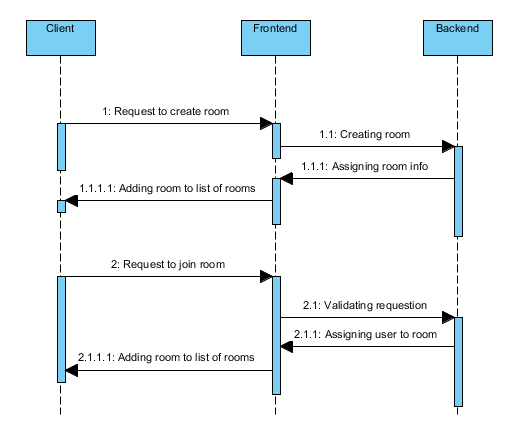 Client
Frontend
Backend
1: Request to create room
1.1: Creating room
1.1.1: Assigning room info
1.1.1.1: Adding room to list of rooms
2: Request to join room
2.1: Validating requestion
2.1.1: Assigning user to room
2.1.1.1: Adding room to list of rooms